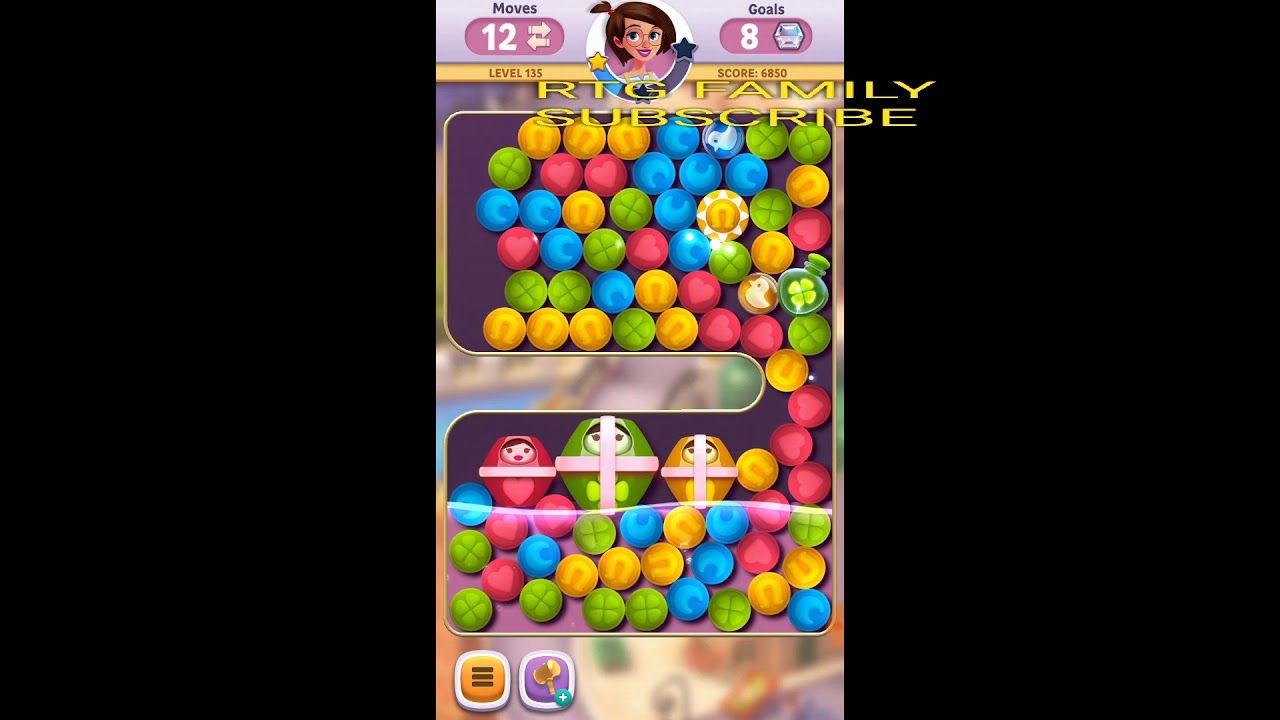 Moves
Goals
12
8
LEVEL 135
SCORE: 6850
RTG FAMILY
SUBSCRIBE